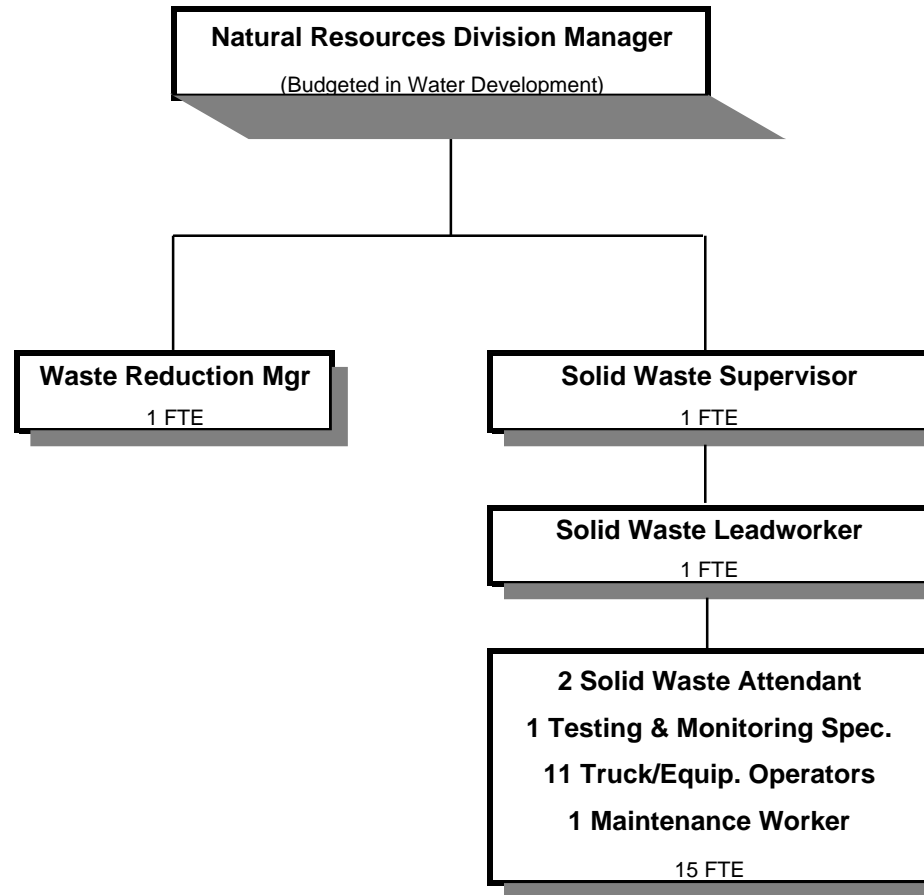 Natural Resources Division Manager
(Budgeted in Water Development)
Waste Reduction Mgr
1 FTE
Solid Waste Supervisor
1 FTE
Solid Waste Leadworker
1 FTE
2 Solid Waste Attendant
1 Testing & Monitoring Spec.
11 Truck/Equip. Operators
1 Maintenance Worker
15 FTE